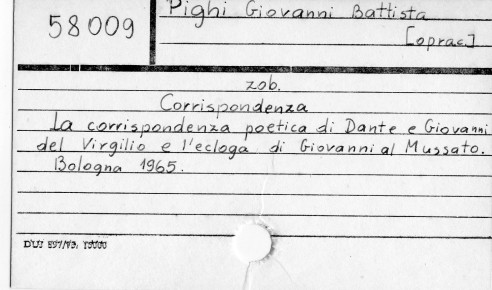 58009
Pighi Giovanni Battista
[oprac.]
zob.
Corrispondenza
La corrispondenza poetica di Dante e Giovanni
del Virgilio e l'ecloga di Giovanni al Mussato.
Bologna 1965.